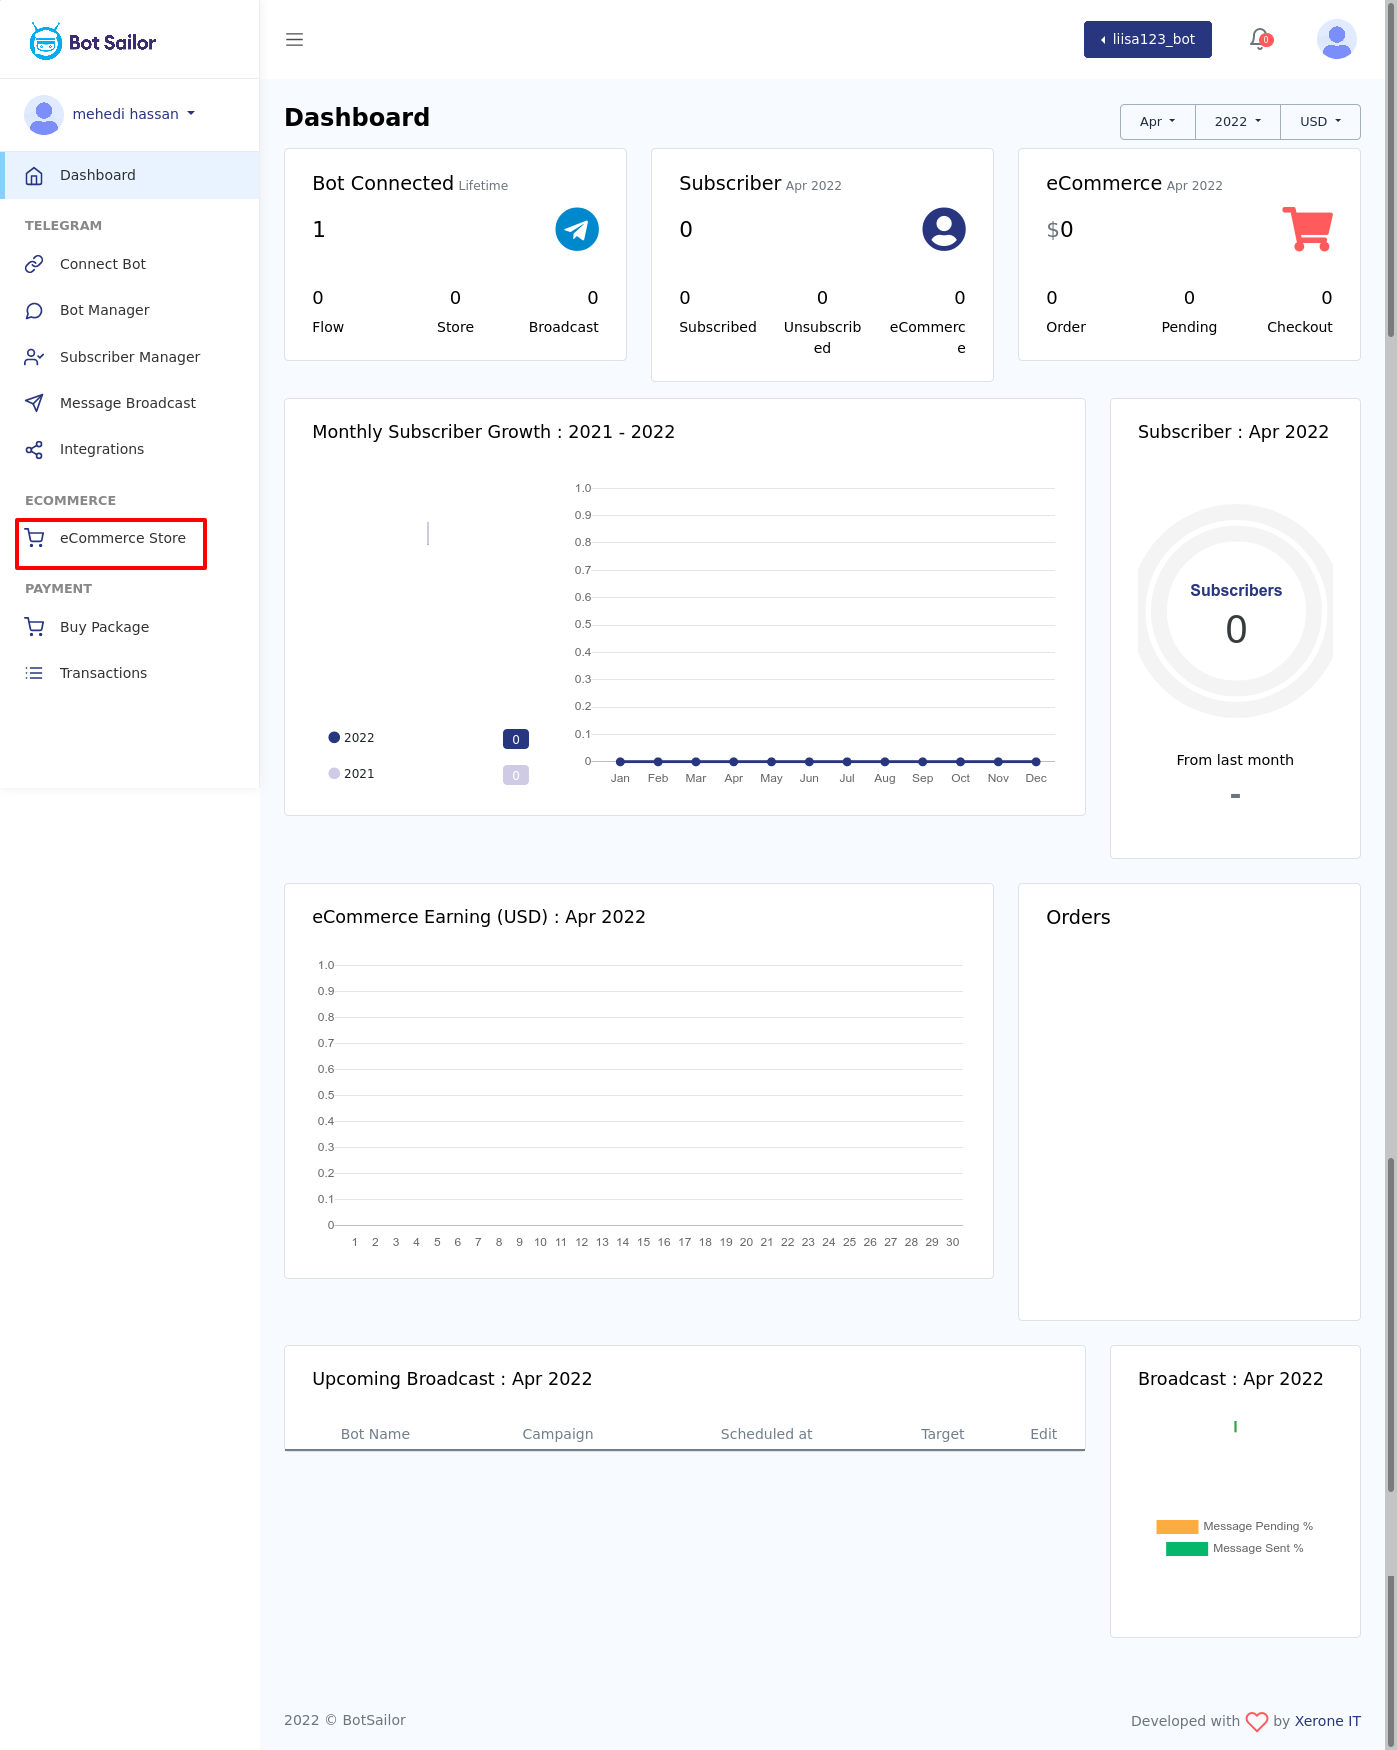 Bot Sailor
mehedi hassan
Dashboard
TELEGRAM
Connect Bot
Bot Manager
Subscriber Manager
Message Broadcast
Integrations
ECOMMERCE
eCommerce Store
PAYMENT
Buy Package
Transactions
liisa123_bot
0
Dashboard
Apr 2022 USD
Bot Connected Lifetime
1
0 0 0
Flow Store Broadcast
Subscriber Apr 2022
0
0 0 0
Subscribed Unsubscrib eCommerc
ed e
eCommerce Apr 2022
$0
0 0 0
Order Pending Checkout
Monthly Subscriber Growth : 2021 - 2022
2022 0
2021 0
1.0
0.9
0.8
0.7
0.6
0.5
0.4
0.3
0.2
0.1
0
Jan Feb Mar Apr May Jun Jul Aug Sep Oct Nov Dec
Subscriber : Apr 2022
Subscribers
0
From last month
-
eCommerce Earning (USD) : Apr 2022
1.0
0.9
0.8
0.7
0.6
0.5
0.4
0.3
0.2
0.1
0
1 2 3 4 5 6 7 8 9 10 11 12 13 14 15 16 17 18 19 20 21 22 23 24 25 26 27 28 29 30
Orders
Upcoming Broadcast : Apr 2022
Bot Name Campaign Scheduled at Target Edit
Broadcast : Apr 2022
Message Pending %
Message Sent %
2022 © BotSailor
Developed with by Xerone IT